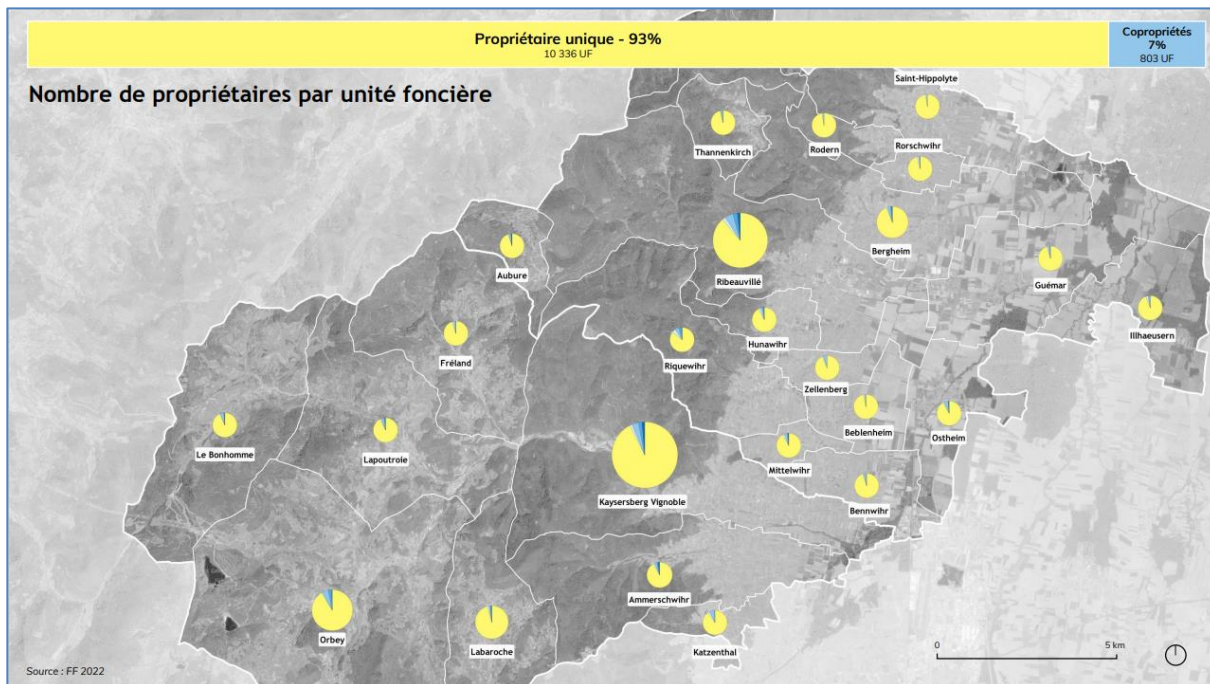 Propriétaire unique - 93%
10 336 UF
Copropriétés
7%
803 UF
Nombre de propriétaires par unité foncière
Saint-Hippolyte
Thannenkirch
Rodern
Rorschwihr
Bergheim
Aubure
Ribeauvillé
Guémar
Illhaeusern
Hunawihr
Fréland
Riquewihr
Zellenberg
Beblenheim
Ostheim
Le Bonhomme
Lapoutroie
Mittelwihr
Kaysersberg Vignoble
Bennwihr
Ammerschwihr
Orbey
Labaroche
Katzenthal
0
5 km
Source : FF 2022